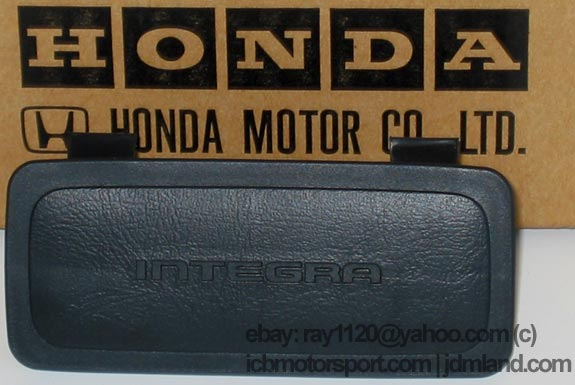 HONDA
HONDA MOTOR CO. LTD.
INTEGRA
ebay: ray1120@yahoo.com (c)
icbmotorsport.com | jdmland.com